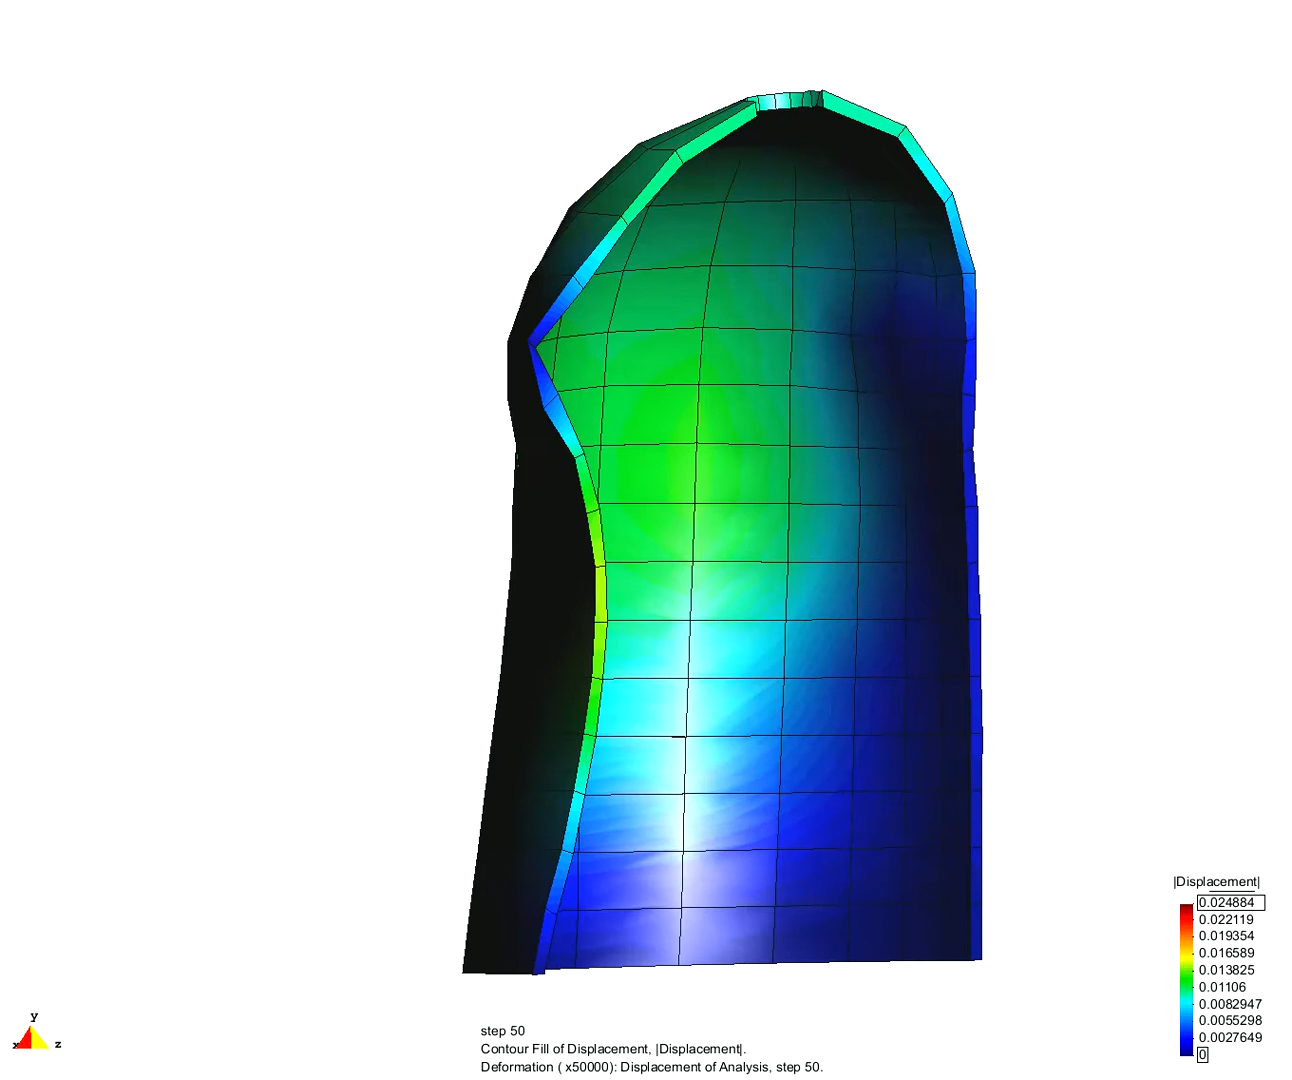 |Displacement|
0.024884
0.022119
0.019354
0.016589
0.013825
0.01106
0.0082947
0.0055298
0.0027649
0
y
x z
step 50
Contour Fill of Displacement, |Displacement|.
Deformation ( x50000): Displacement of Analysis, step 50.